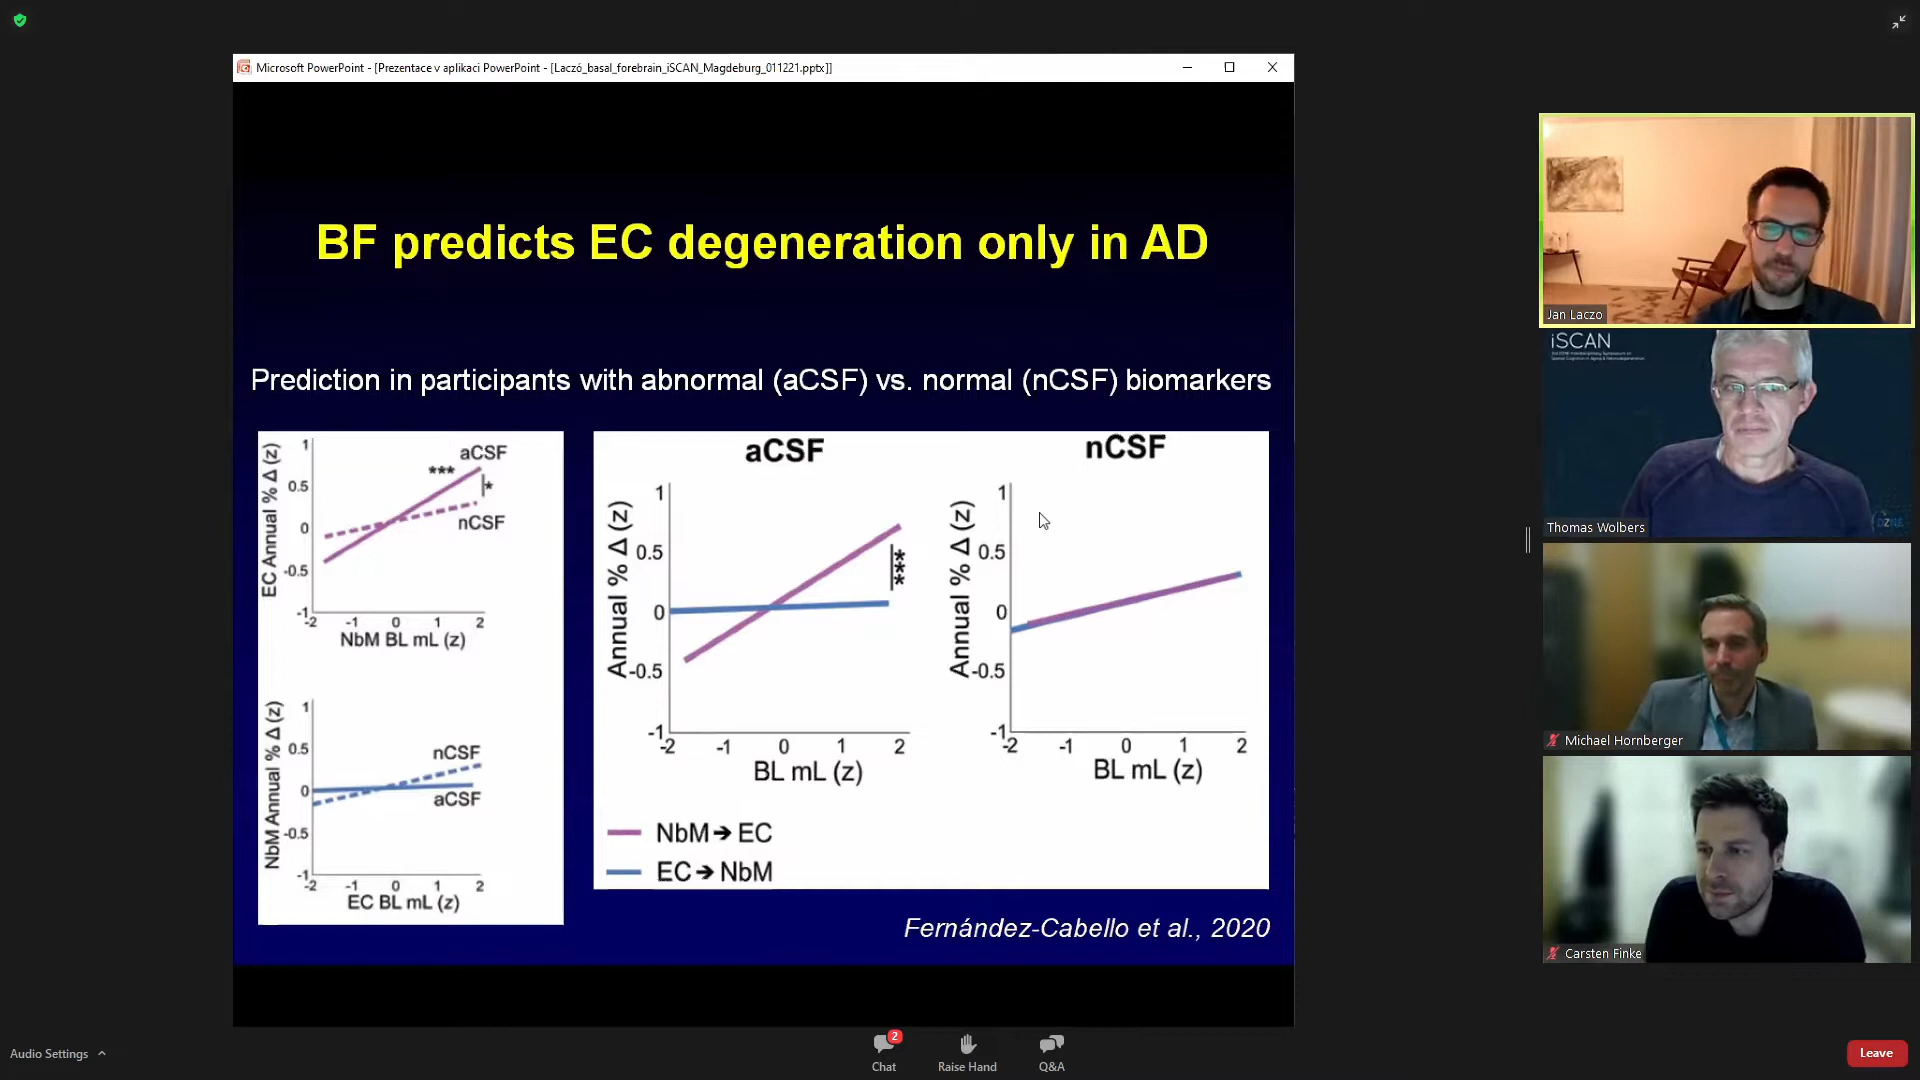 Microsoft PowerPoint - [Prezentace v aplikaci PowerPoint - [Laczó_basal_forebrain_iSCAN_Magdeburg_011221.pptx]]
BF predicts EC degeneration only in AD
Prediction in participants with abnormal (aCSF) vs. normal (nCSF) biomarkers
EC Annual % Δ (z)
1
0.5
0
-0.5
-1
aCSF
***
*
nCSF
-2 -1 0 1 2
NbM BL mL (z)
NbM Annual % Δ (z)
1
0.5
0
-0.5
-1
nCSF
aCSF
-2 -1 0 1 2
EC BL mL (z)
aCSF
Annual % Δ (z)
1
0.5
0
-0.5
-1
***
-2 -1 0 1 2
BL mL (z)
nCSF
Annual % Δ (z)
1
0.5
0
-0.5
-1
-2 -1 0 1 2
BL mL (z)
NbM ➔ EC
EC ➔ NbM
Fernández-Cabello et al., 2020
Jan Laczo
iSCAN
DZNE
Thomas Wolbers
Michael Hornberger
Carsten Finke
Audio Settings
2
Chat
Raise Hand
Q&A
Leave